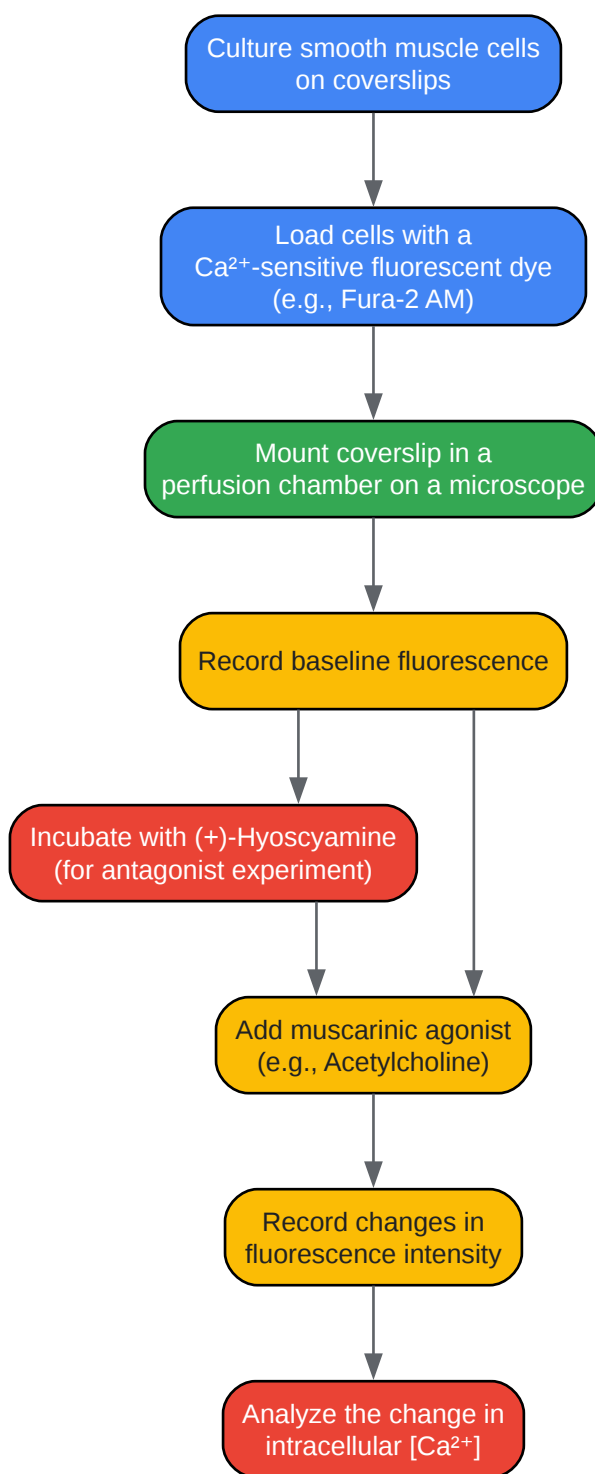 Culture smooth muscle cells
on coverslips
Load cells with a
Ca²⁺-sensitive fluorescent dye
(e.g., Fura-2 AM)
Mount coverslip in a
perfusion chamber on a microscope
Record baseline fluorescence
Incubate with (+)-Hyoscyamine
(for antagonist experiment)
Add muscarinic agonist
(e.g., Acetylcholine)
Record changes in
fluorescence intensity
Analyze the change in
intracellular [Ca²⁺]